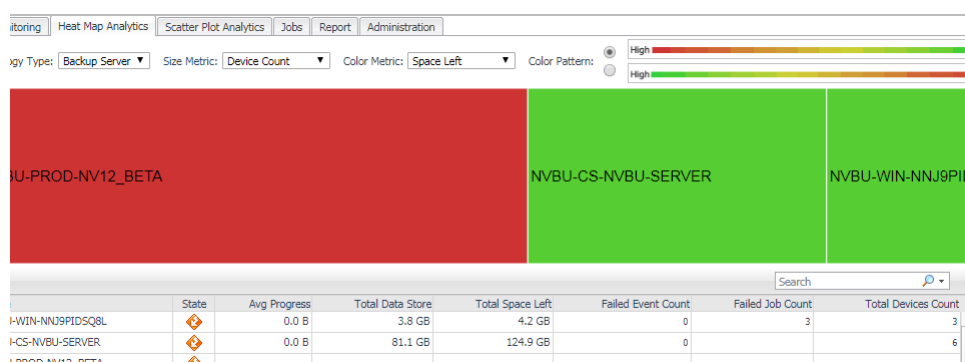 itoring Heat Map Analytics Scatter Plot Analytics Jobs Report Administration
ogy Type: Backup Server Size Metric: Device Count Color Metric: Space Left Color Pattern: High
High
BU-PROD-NV12_BETA NVBU-CS-NVBU-SERVER NVBU-WIN-NNJ9PI
Search
State Avg Progress Total Data Store Total Space Left Failed Event Count Failed Job Count Total Devices Count
J-WIN-NNJ9PIDSQ8L 0.0 B 3.8 GB 4.2 GB 0 3 3
J-CS-NVBU-SERVER 0.0 B 81.1 GB 124.9 GB 0 6